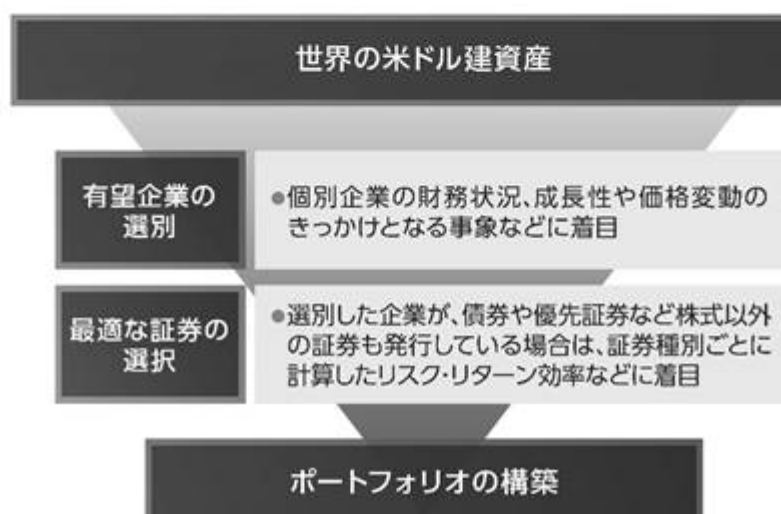 世界の米ドル建資産
有望企業の
選別
●個別企業の財務状況、成長性や価格変動の
きっかけとなる事象などに着目
最適な証券の
選択
●選別した企業が、債券や優先証券など株式以外
の証券も発行している場合は、証券種別ごとに
計算したリスク・リターン効率などに着目
ポートフォリオの構築